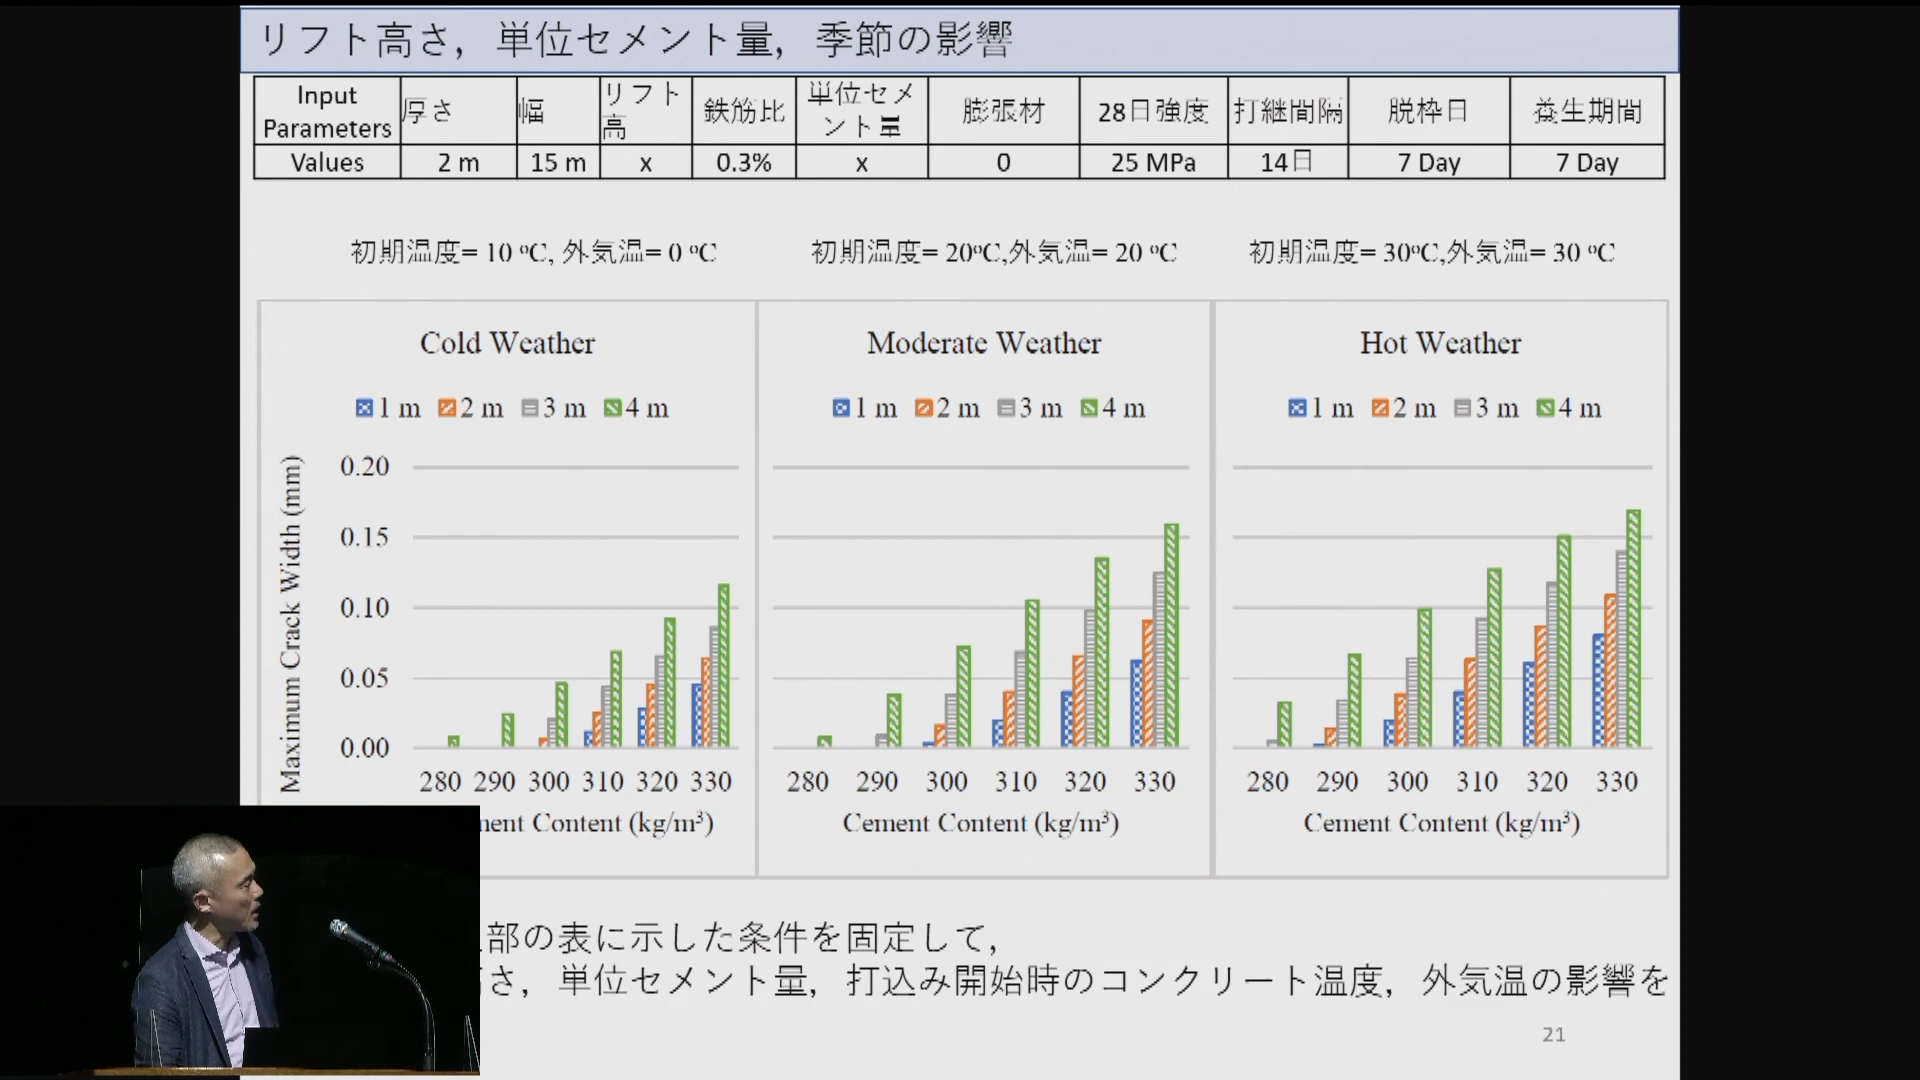 リフト高さ，単位セメント量，季節の影響
Input Parameters 厚さ 幅 リフト高 鉄筋比 単位セメント量 膨張材 28日強度 打継間隔 脱枠日 養生期間
Values 2 m 15 m x 0.3% x 0 25 MPa 14日 7 Day 7 Day
初期温度= 10 ºC, 外気温= 0 ºC
初期温度= 20ºC,外気温= 20 ºC
初期温度= 30ºC,外気温= 30 ºC
Cold Weather
1 m 2 m 3 m 4 m
Maximum Crack Width (mm)
0.20
0.15
0.10
0.05
0.00
280 290 300 310 320 330
Content (kg/m³)
Moderate Weather
1 m 2 m 3 m 4 m
280 290 300 310 320 330
Cement Content (kg/m³)
Hot Weather
1 m 2 m 3 m 4 m
280 290 300 310 320 330
Cement Content (kg/m³)
部の表に示した条件を固定して，
さ，単位セメント量，打込み開始時のコンクリート温度，外気温の影響を
21